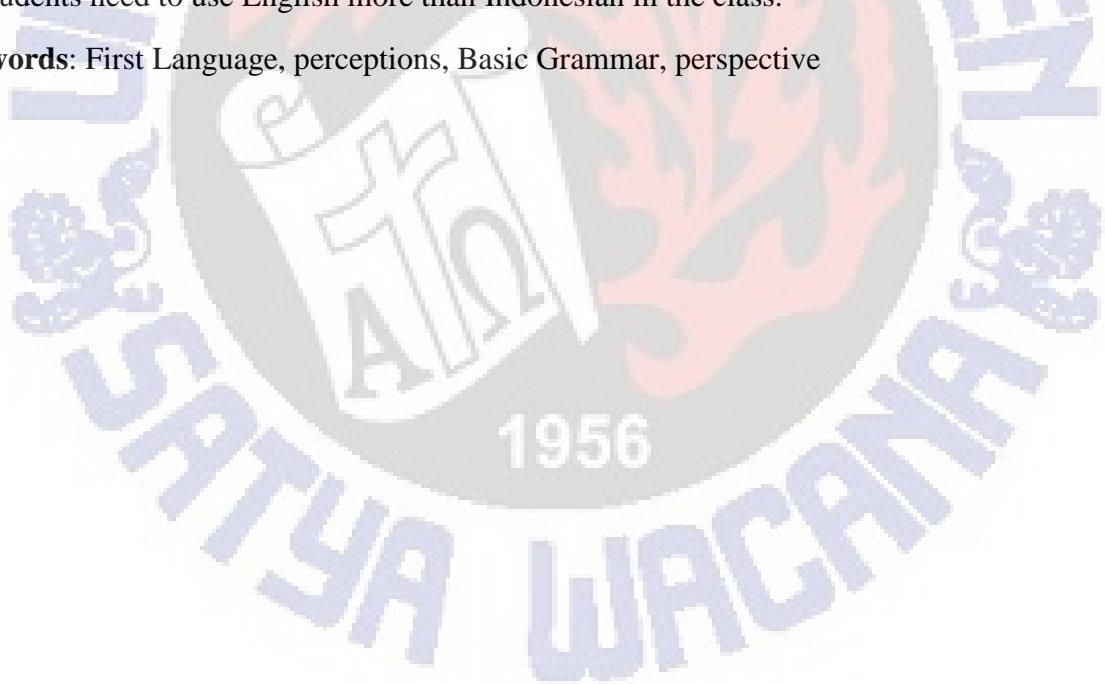 students need to use English more than Indonesian in the class.
words: First Language, perceptions, Basic Grammar, perspective
Α Ω
1956
SATYA WACANA